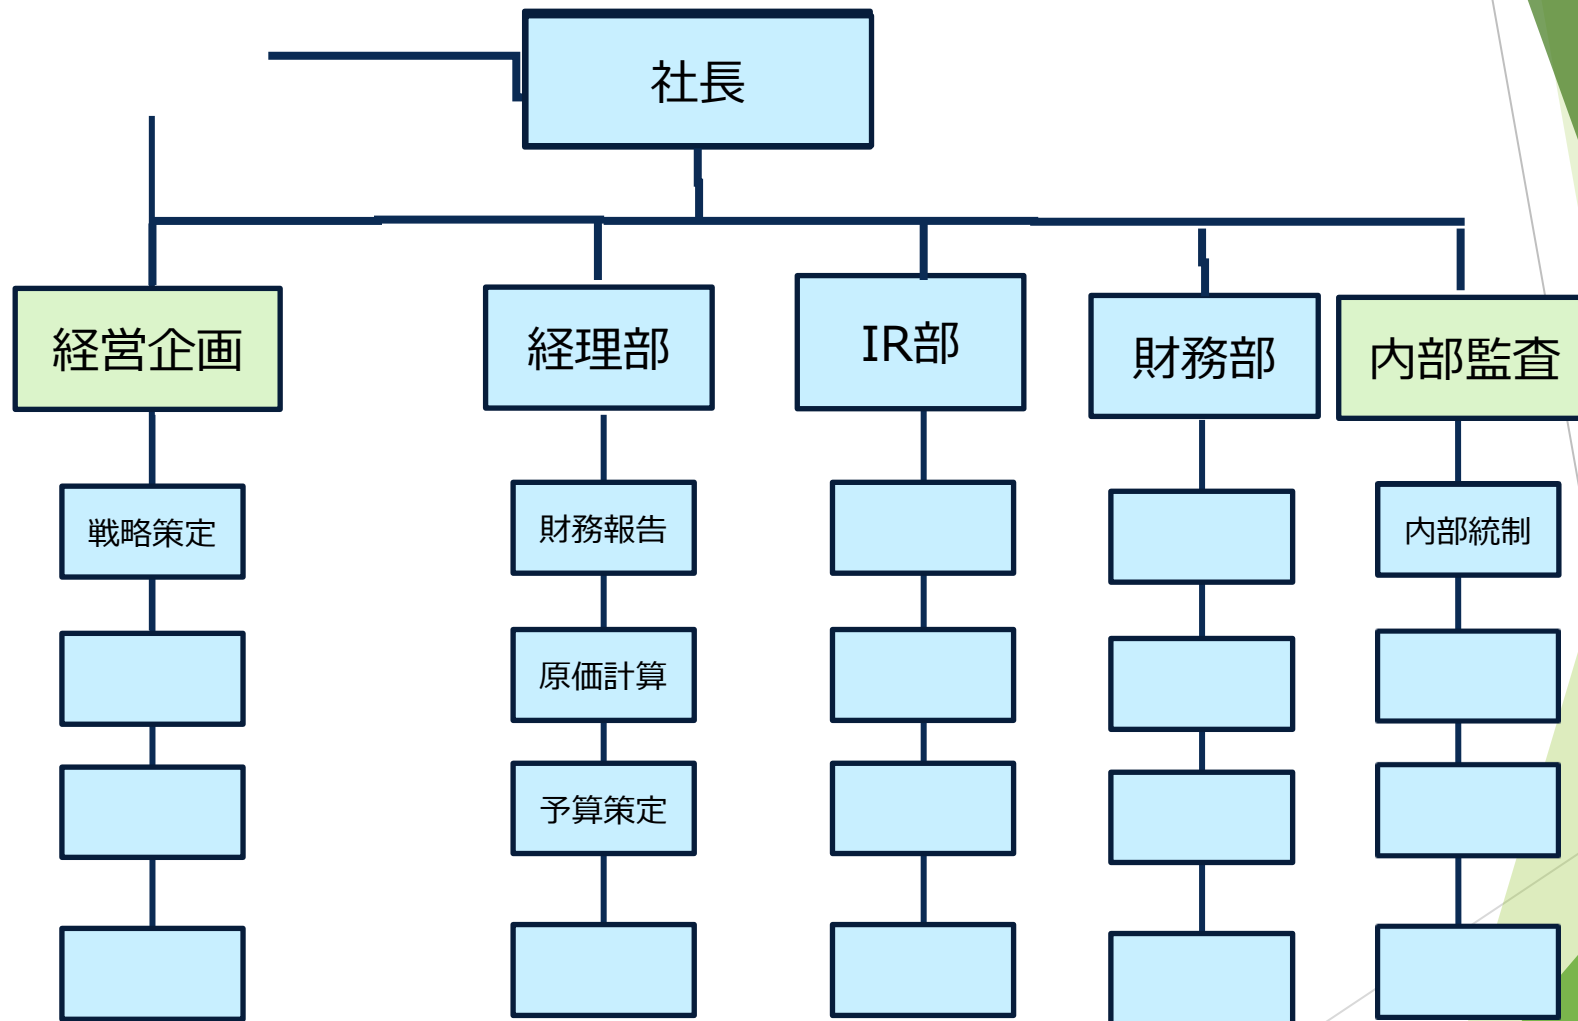 社長
経営企画
経理部
IR部
財務部
内部監査
戦略策定
財務報告
内部統制
原価計算
予算策定